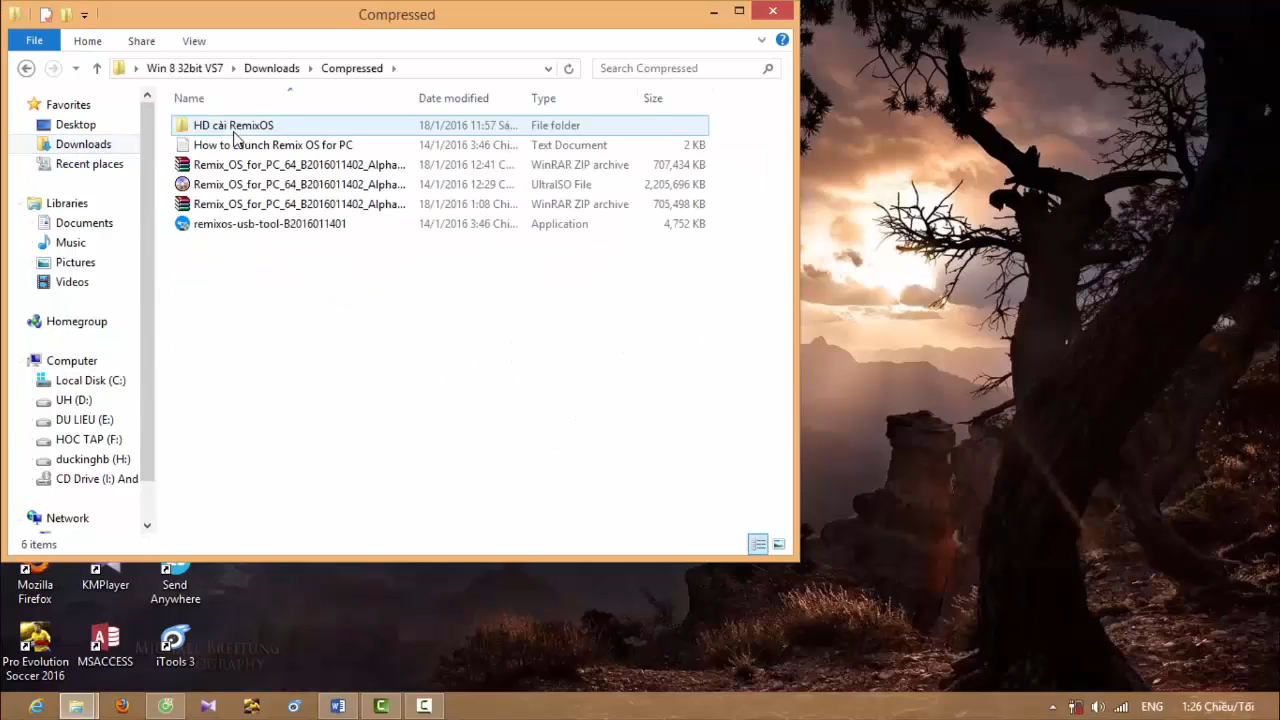 Compressed
File Home Share View
Win 8 32bit VS7 Downloads Compressed Search Compressed
Name Date modified Type Size
HD cài RemixOS 18/1/2016 11:57 Sá... File folder
How to Launch Remix OS for PC 14/1/2016 3:46 Chi... Text Document 2 KB
Remix_OS_for_PC_64_B2016011402_Alpha... 18/1/2016 12:41 C... WinRAR ZIP archive 707,434 KB
Remix_OS_for_PC_64_B2016011402_Alpha... 14/1/2016 12:29 C... UltraISO File 2,205,696 KB
Remix_OS_for_PC_64_B2016011402_Alpha... 18/1/2016 1:08 Chi... WinRAR ZIP archive 705,498 KB
remixos-usb-tool-B2016011401 14/1/2016 3:46 Chi... Application 4,752 KB
Favorites
Desktop
Downloads
Recent places
Libraries
Documents
Music
Pictures
Videos
Homegroup
Computer
Local Disk (C:)
UH (D:)
DU LIEU (E:)
HOC TAP (F:)
duckinghb (H:)
CD Drive (I:) And
Network
6 items
Mozilla Firefox
KMPlayer
Send Anywhere
Pro Evolution Soccer 2016
MSACCESS
iTools 3
BREITUNG
ENG 1:26 Chiều/Tối